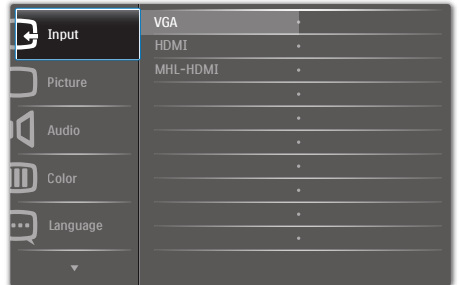 Input
Picture
Audio
Color
Language
VGA
HDMI
MHL-HDMI